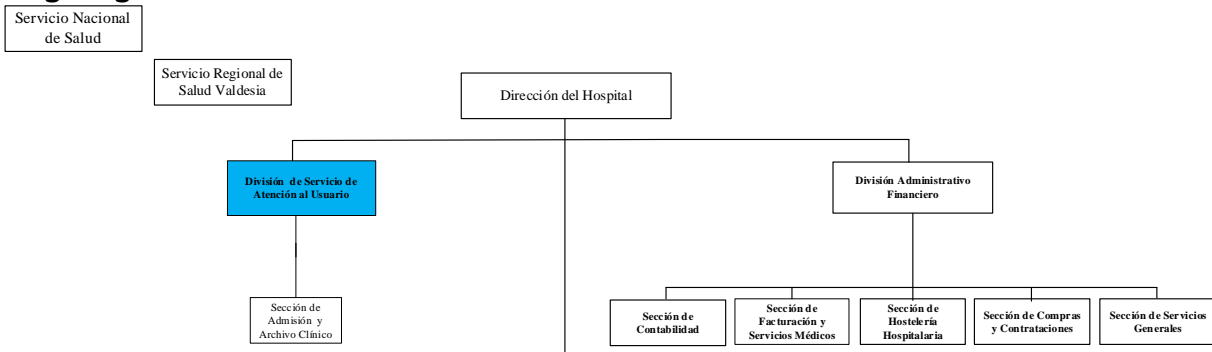 Servicio Nacional
de Salud
Servicio Regional de
Salud Valdesia
Dirección del Hospital
División de Servicio de
Atención al Usuario
División Administrativo
Financiero
Sección de
Admisión y
Archivo Clínico
Sección de
Contabilidad
Sección de
Facturación y
Servicios Médicos
Sección de
Hostelería
Hospitalaria
Sección de Compras
y Contrataciones
Sección de Servicios
Generales